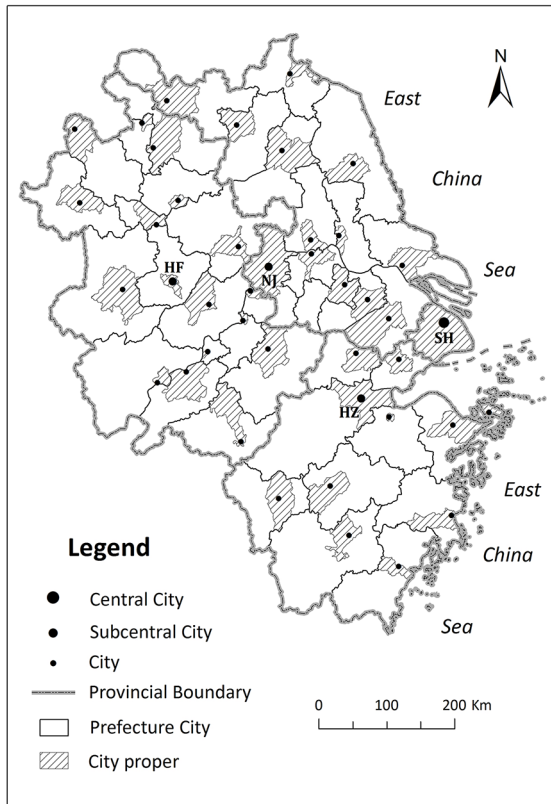 N
East
China
Sea
HF
NJ
SH
HZ
East
China
Sea
Legend
Central City
Subcentral City
City
Provincial Boundary
Prefecture City
City proper
0 100 200 Km